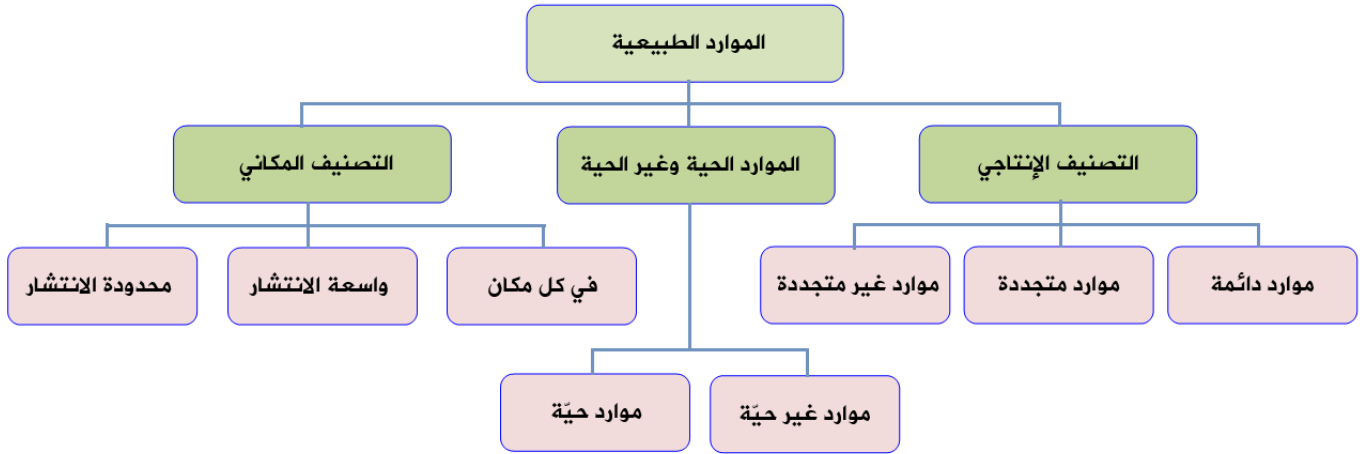 الموارد الطبيعية
التصنيف الإنتاجي
الموارد الحية وغير الحية
التصنيف المكاني
موارد دائمة
موارد متجددة
موارد غير متجددة
في كل مكان
واسعة الانتشار
محدودة الانتشار
موارد غير حيّة
موارد حيّة